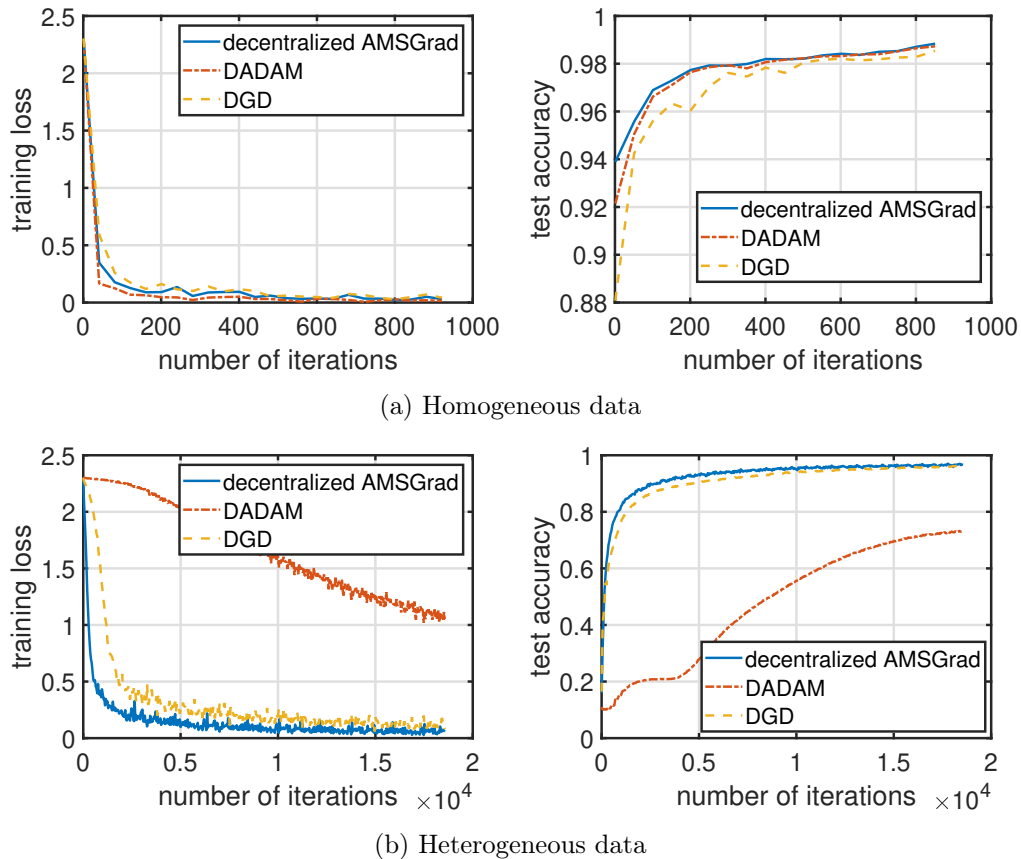 2.5
2
1.5
1
0.5
0
training loss
decentralized AMSGrad
DADAM
DGD
0 200 400 600 800 1000
number of iterations
1
0.98
0.96
0.94
0.92
0.9
0.88
test accuracy
decentralized AMSGrad
DADAM
DGD
0 200 400 600 800 1000
number of iterations
(a) Homogeneous data
2.5
2
1.5
1
0.5
0
training loss
decentralized AMSGrad
DADAM
DGD
0 0.5 1 1.5 2
number of iterations ×10⁴
1
0.8
0.6
0.4
0.2
0
test accuracy
decentralized AMSGrad
DADAM
DGD
0 0.5 1 1.5 2
number of iterations ×10⁴
(b) Heterogeneous data